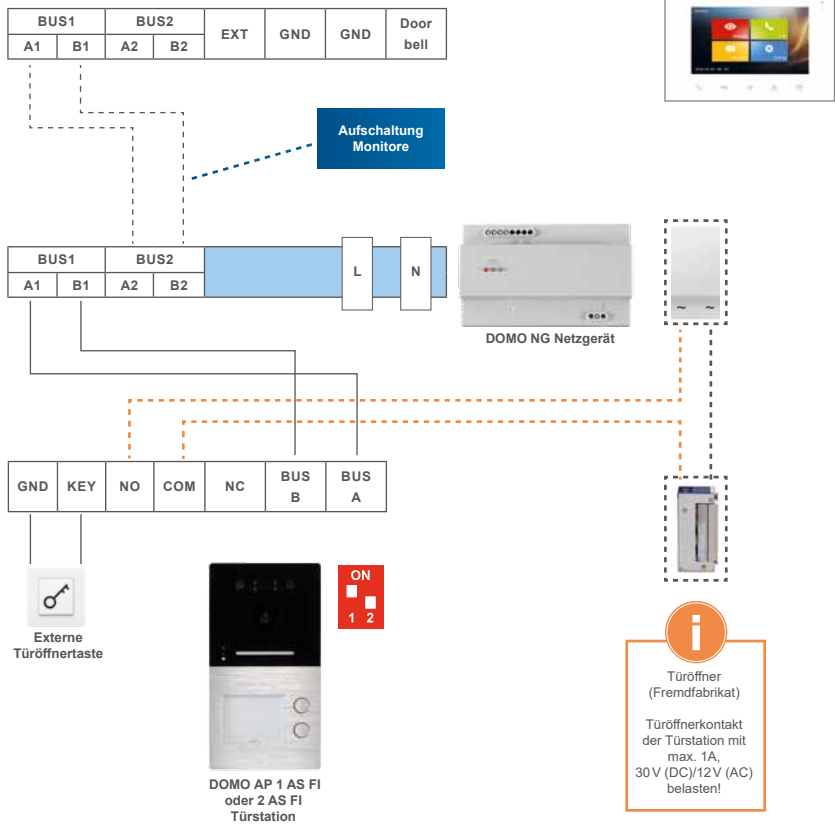 BUS1 BUS2 EXT GND GND Door
bell
A1 B1 A2 B2
Aufschaltung
Monitore
BUS1 BUS2 L N
A1 B1 A2 B2
~ ~
DOMO NG Netzgerät
GND KEY NO COM NC BUS
B BUS
A
ON
1 2
Externe
Türöffnertaste
DOMO AP 1 AS FI
oder 2 AS FI
Türstation
i
Türöffner
(Fremdfabrikat)
Türöffnerkontakt
der Türstation mit
max. 1A,
30 V (DC)/12 V (AC)
belasten!